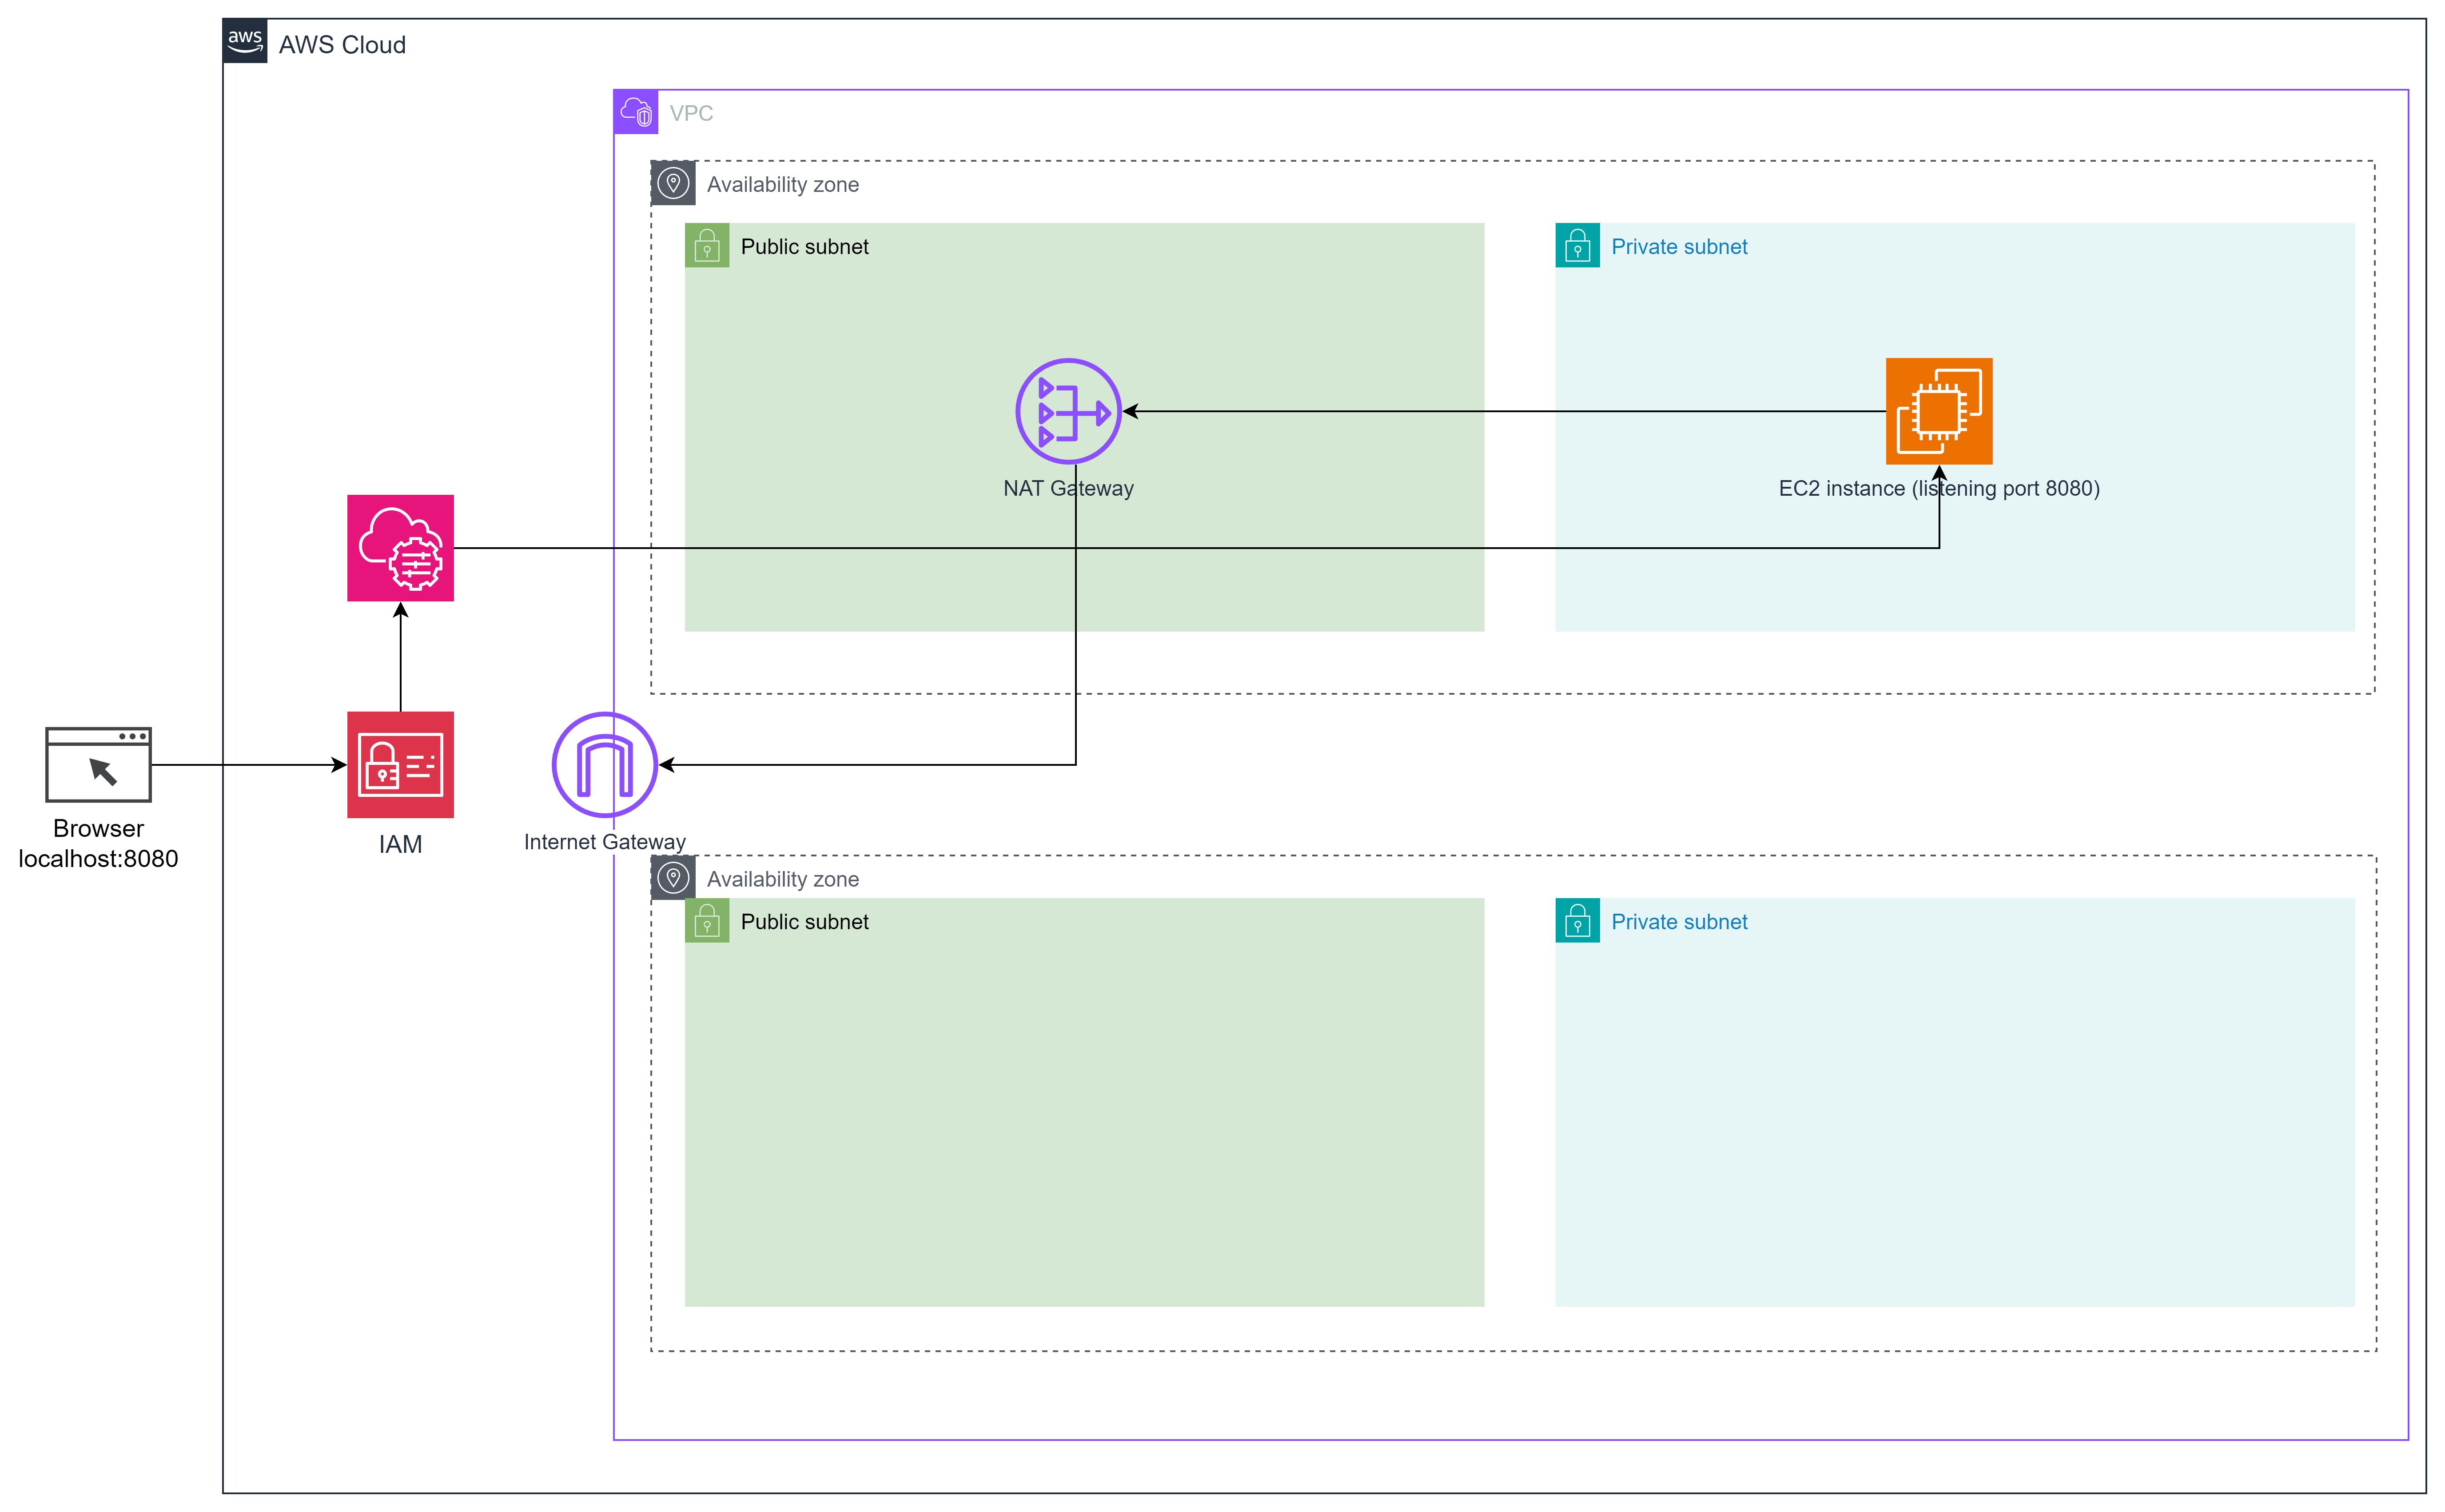 aws
AWS Cloud
VPC
Availability zone
Public subnet
Private subnet
NAT Gateway
EC2 instance (listening port 8080)
Browser
localhost:8080
IAM
Internet Gateway
Availability zone
Public subnet
Private subnet